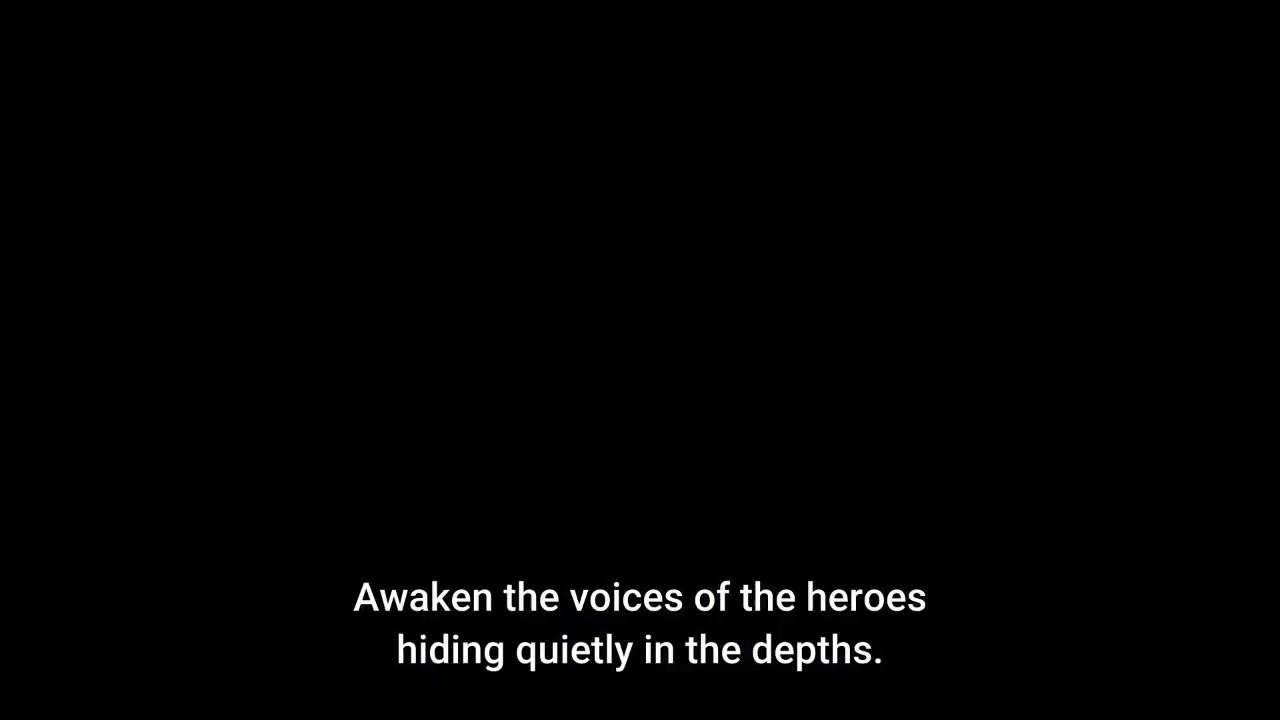 Awaken the voices of the heroes
hiding quietly in the depths.